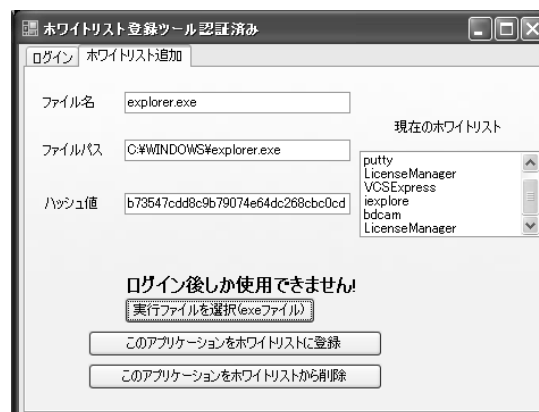 ホワイトリスト登録ツール認証済み
ログイン ホワイトリスト追加
ファイル名 explorer.exe
現在のホワイトリスト
ファイルパス C:¥WINDOWS¥explorer.exe
putty
LicenseManager
VCSExpress
iexplore
bdcam
LicenseManager
ハッシュ値 b73547cdd8c9b79074e64dc268cbc0cd
ログイン後しか使用できません!
実行ファイルを選択(exeファイル)
このアプリケーションをホワイトリストに登録
このアプリケーションをホワイトリストから削除